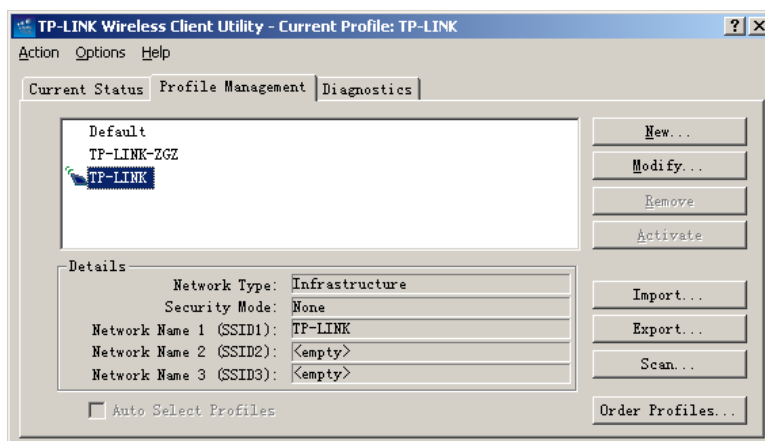 TP-LINK Wireless Client Utility - Current Profile: TP-LINK
Action Options Help
Current Status Profile Management Diagnostics
Default
TP-LINK-ZGZ
TP-LINK
New...
Modify...
Remove
Activate
Details
Network Type: Infrastructure
Security Mode: None
Network Name 1 (SSID1): TP-LINK
Network Name 2 (SSID2): <empty>
Network Name 3 (SSID3): <empty>
Import...
Export...
Scan...
Auto Select Profiles
Order Profiles...